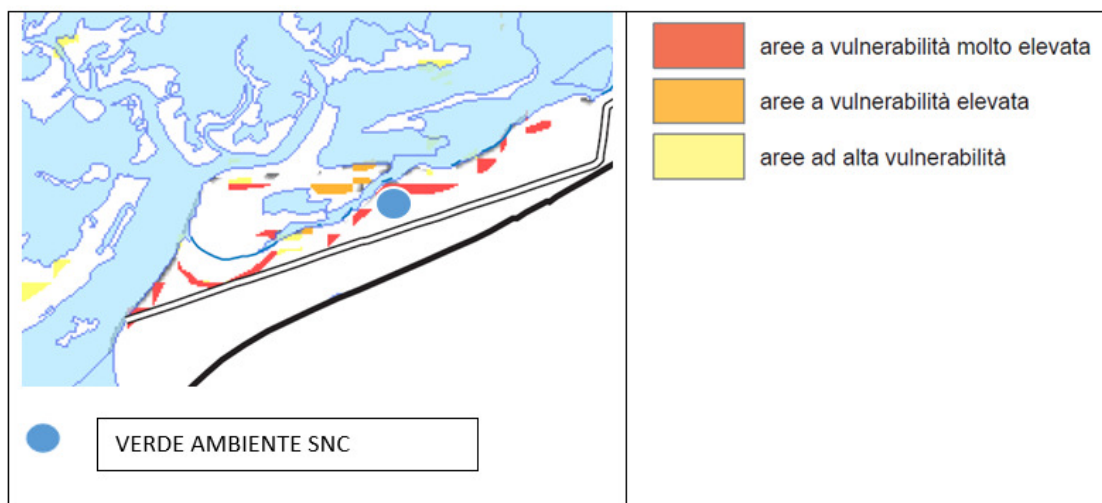 aree a vulnerabilità molto elevata
aree a vulnerabilità elevata
aree ad alta vulnerabilità
VERDE AMBIENTE SNC